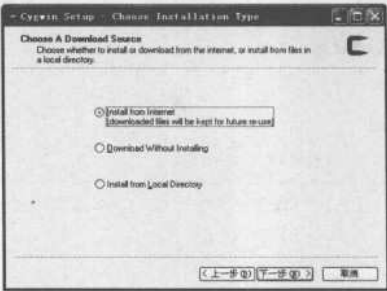 - Cygwin Setup - Choose Installation Type
Choose A Download Source
Choose whether to install or download from the internet, or install from files in
a local directory.
Install from Internet
(downloaded files will be kept for future re-use)
Download Without Installing
Install from Local Directory
<上一步(B) 下一步(N)> 取消